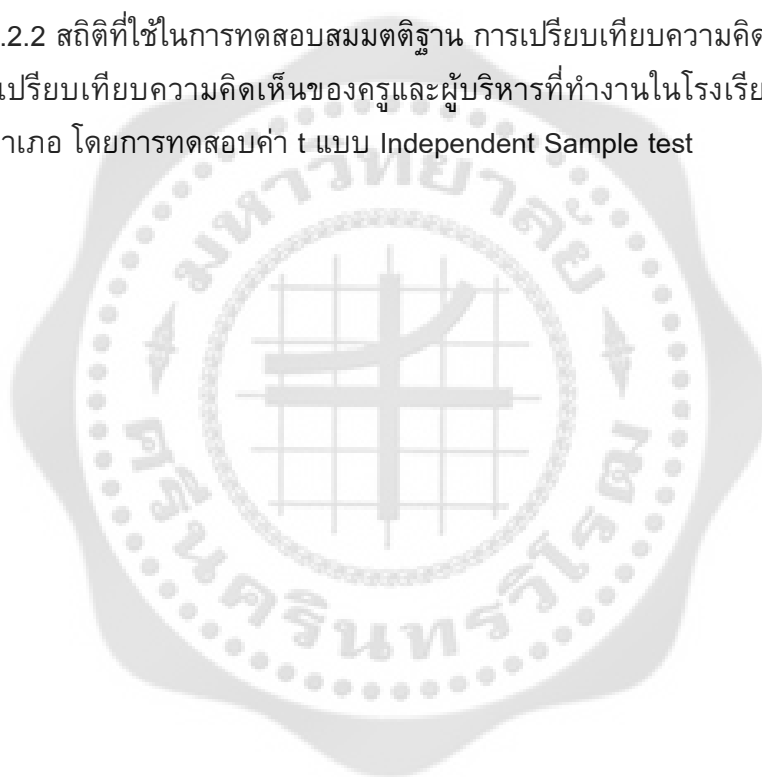 .2.2 สถิติที่ใช้ในการทดสอบสมมตติฐาน การเปรียบเทียบความคิด
เปรียบเทียบความคิดเห็นของครูและผู้บริหารที่ทำงานในโรงเรีย
ำเภอ โดยการทดสอบค่า t แบบ Independent Sample test
มหาวิทยาลัย
ศรีนครินทรวิโรฒ